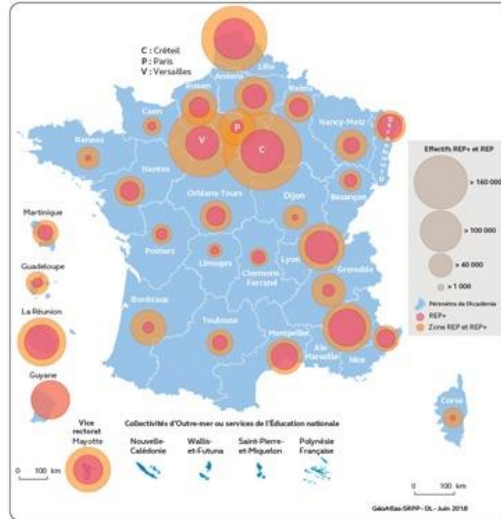 C : Créteil
P : Paris
V : Versailles
Lille
Amiens
Rouen
Reims
Caen
Nancy-Metz
Strasbourg
Rennes
V
P
C
Nantes
Orléans-Tours
Dijon
Besançon
Poitiers
Limoges
Clermont-
Ferrand
Lyon
Grenoble
Bordeaux
Toulouse
Montpellier
Aix-
Marseille
Nice
Corse
Martinique
Guadeloupe
La Réunion
Guyane
Vice
rectorat
Mayotte
Collectivités d'Outre-mer ou services de l'Éducation nationale
Nouvelle-
Calédonie
Wallis-
et-Futuna
Saint-Pierre-
et-Miquelon
Polynésie
Française
Effectifs REP+ et REP
> 160 000
> 100 000
> 40 000
> 1 000
Périmètre de l'Académie
REP+
Zone REP et REP+
0 100 km
0 100 km
0 100 km
GéoAtlas-SRPP-DL-Juin 2018